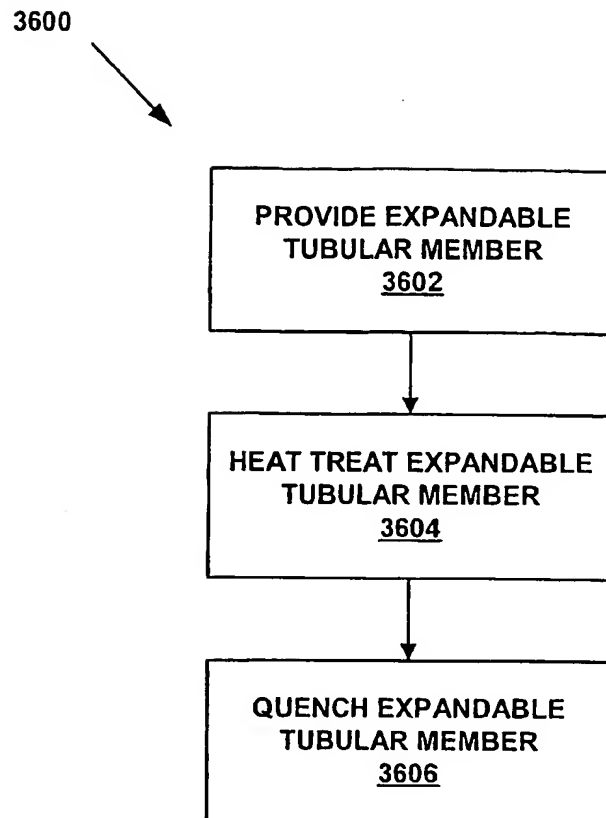 3600
PROVIDE EXPANDABLE
TUBULAR MEMBER
3602
HEAT TREAT EXPANDABLE
TUBULAR MEMBER
3604
QUENCH EXPANDABLE
TUBULAR MEMBER
3606